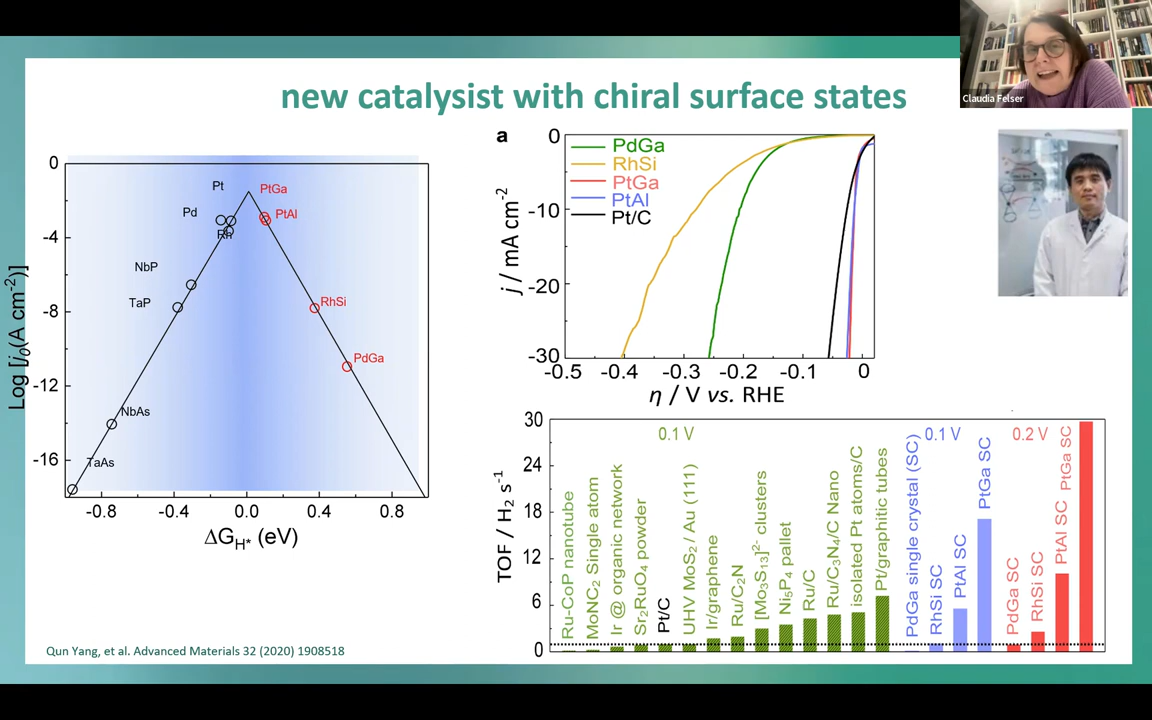 new catalysist with chiral surface states
Claudia Felser
0
-4
-8
-12
-16
Log [j₀(A cm⁻²)]
Pt
PtGa
Pd
PtAl
Rh
NbP
TaP
RhSi
PdGa
NbAs
TaAs
-0.8 -0.4 0.0 0.4 0.8
ΔG_H* (eV)
a
0
-10
-20
-30
j / mA cm⁻²
PdGa
RhSi
PtGa
PtAl
Pt/C
-0.5 -0.4 -0.3 -0.2 -0.1 0
η / V vs. RHE
30
24
18
12
6
0
TOF / H₂ s⁻¹
0.1 V
Ru-CoP nanotube
MoNC₂ Single atom
Ir @ organic network
Sr₂RuO₄ powder
Pt/C
UHV MoS₂ / Au (111)
Ir/graphene
Ru/C₂N
[Mo₃S₁₃]²⁻ clusters
Ni₅P₄ pallet
Ru/C
Ru/C₃N₄/C Nano
isolated Pt atoms/C
Pt/graphitic tubes
0.1 V
PdGa single crystal (SC)
RhSi SC
PtAl SC
PtGa SC
0.2 V
PdGa SC
RhSi SC
PtAl SC
PtGa SC
Qun Yang, et al. Advanced Materials 32 (2020) 1908518